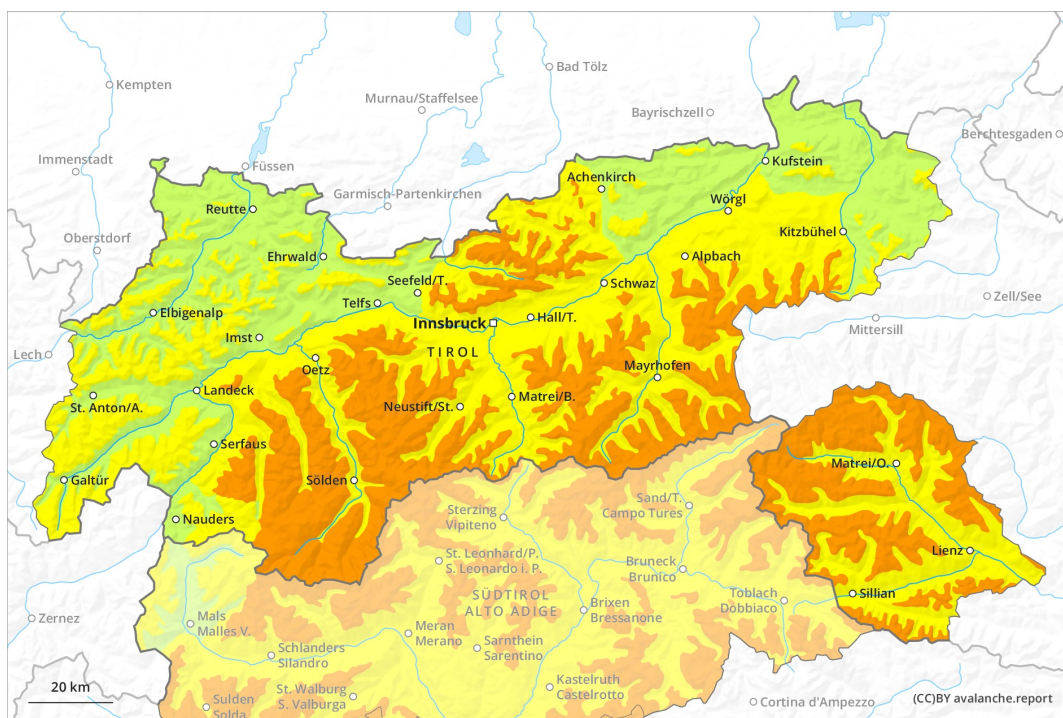 Kempten
Bad Tölz
Murnau/Staffelsee
Bayrischzell
Berchtesgaden
Immenstadt
Füssen
Kufstein
Achenkirch
Garmisch-Partenkirchen
Reutte
Wörgl
Oberstdorf
Kitzbühel
Ehrwald
Alpbach
Seefeld/T.
Schwaz
Zell/See
Telfs
Elbigenalp
Hall/T.
Innsbruck
Mittersill
Imst
Lech
TIROL
Oetz
Mayrhofen
Landeck
St. Anton/A.
Neustift/St.
Matrei/B.
Serfaus
Matrei/O.
Galtür
Sölden
Sand/T.
Campo Tures
Sterzing
Vipiteno
Nauders
Lienz
St. Leonhard/P.
S. Leonardo i. P.
Bruneck
Brunico
Sillian
SÜDTIROL
ALTO ADIGE
Toblach
Dobbiaco
Brixen
Bressanone
Zernez
Mals
Malles V.
Meran
Merano
Sarnthein
Sarentino
Schlanders
Silandro
Kastelruth
Castelrotto
20 km
St. Walburg
S. Valburga
Sulden
Solda
Cortina d'Ampezzo
(CC)BY avalanche.report